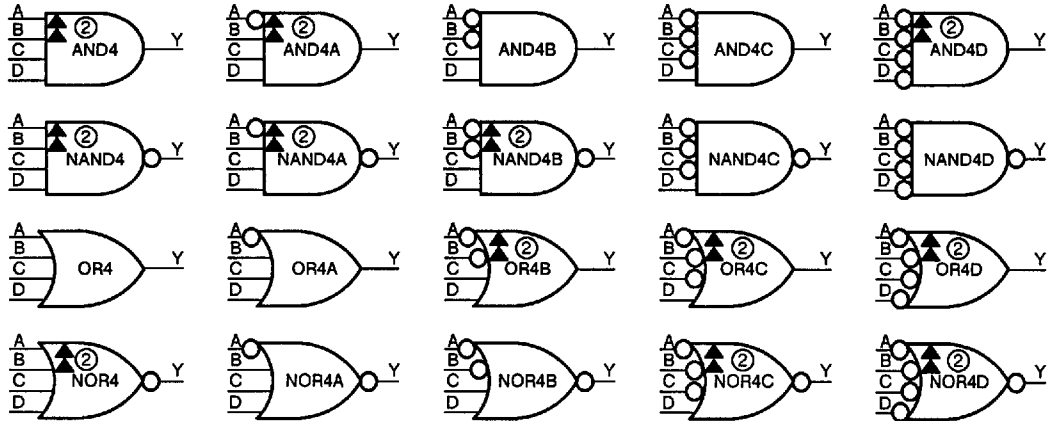 A B C D ② AND4 Y
A B C D ② AND4A Y
A B C D AND4B Y
A B C D AND4C Y
A B C D ② AND4D Y
A B C D ② NAND4 Y
A B C D ② NAND4A Y
A B C D ② NAND4B Y
A B C D NAND4C Y
A B C D NAND4D Y
A B C D OR4 Y
A B C D OR4A Y
A B C D ② OR4B Y
A B C D ② OR4C Y
A B C D ② OR4D Y
A B C D ② NOR4 Y
A B C D NOR4A Y
A B C D NOR4B Y
A B C D ② NOR4C Y
A B C D ② NOR4D Y